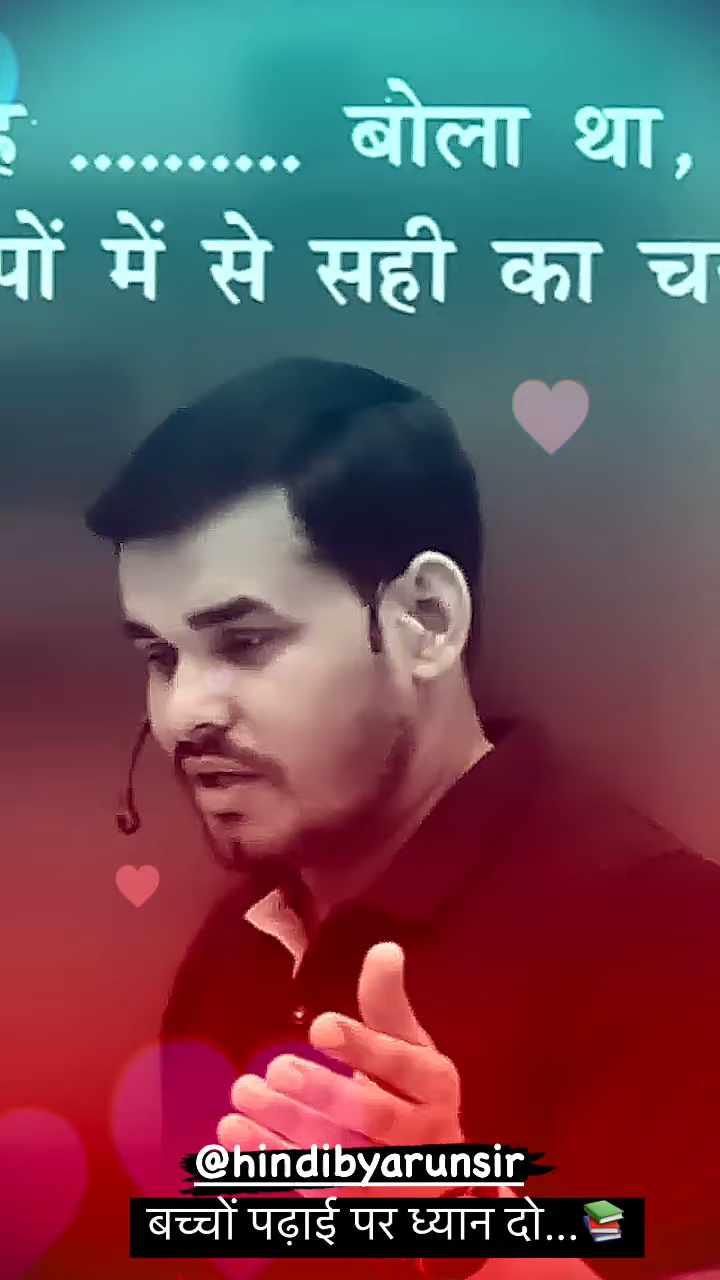 .......... बोला था,
में से सही का
@hindibyarunsir
बच्चों पढ़ाई पर ध्यान दो...📚